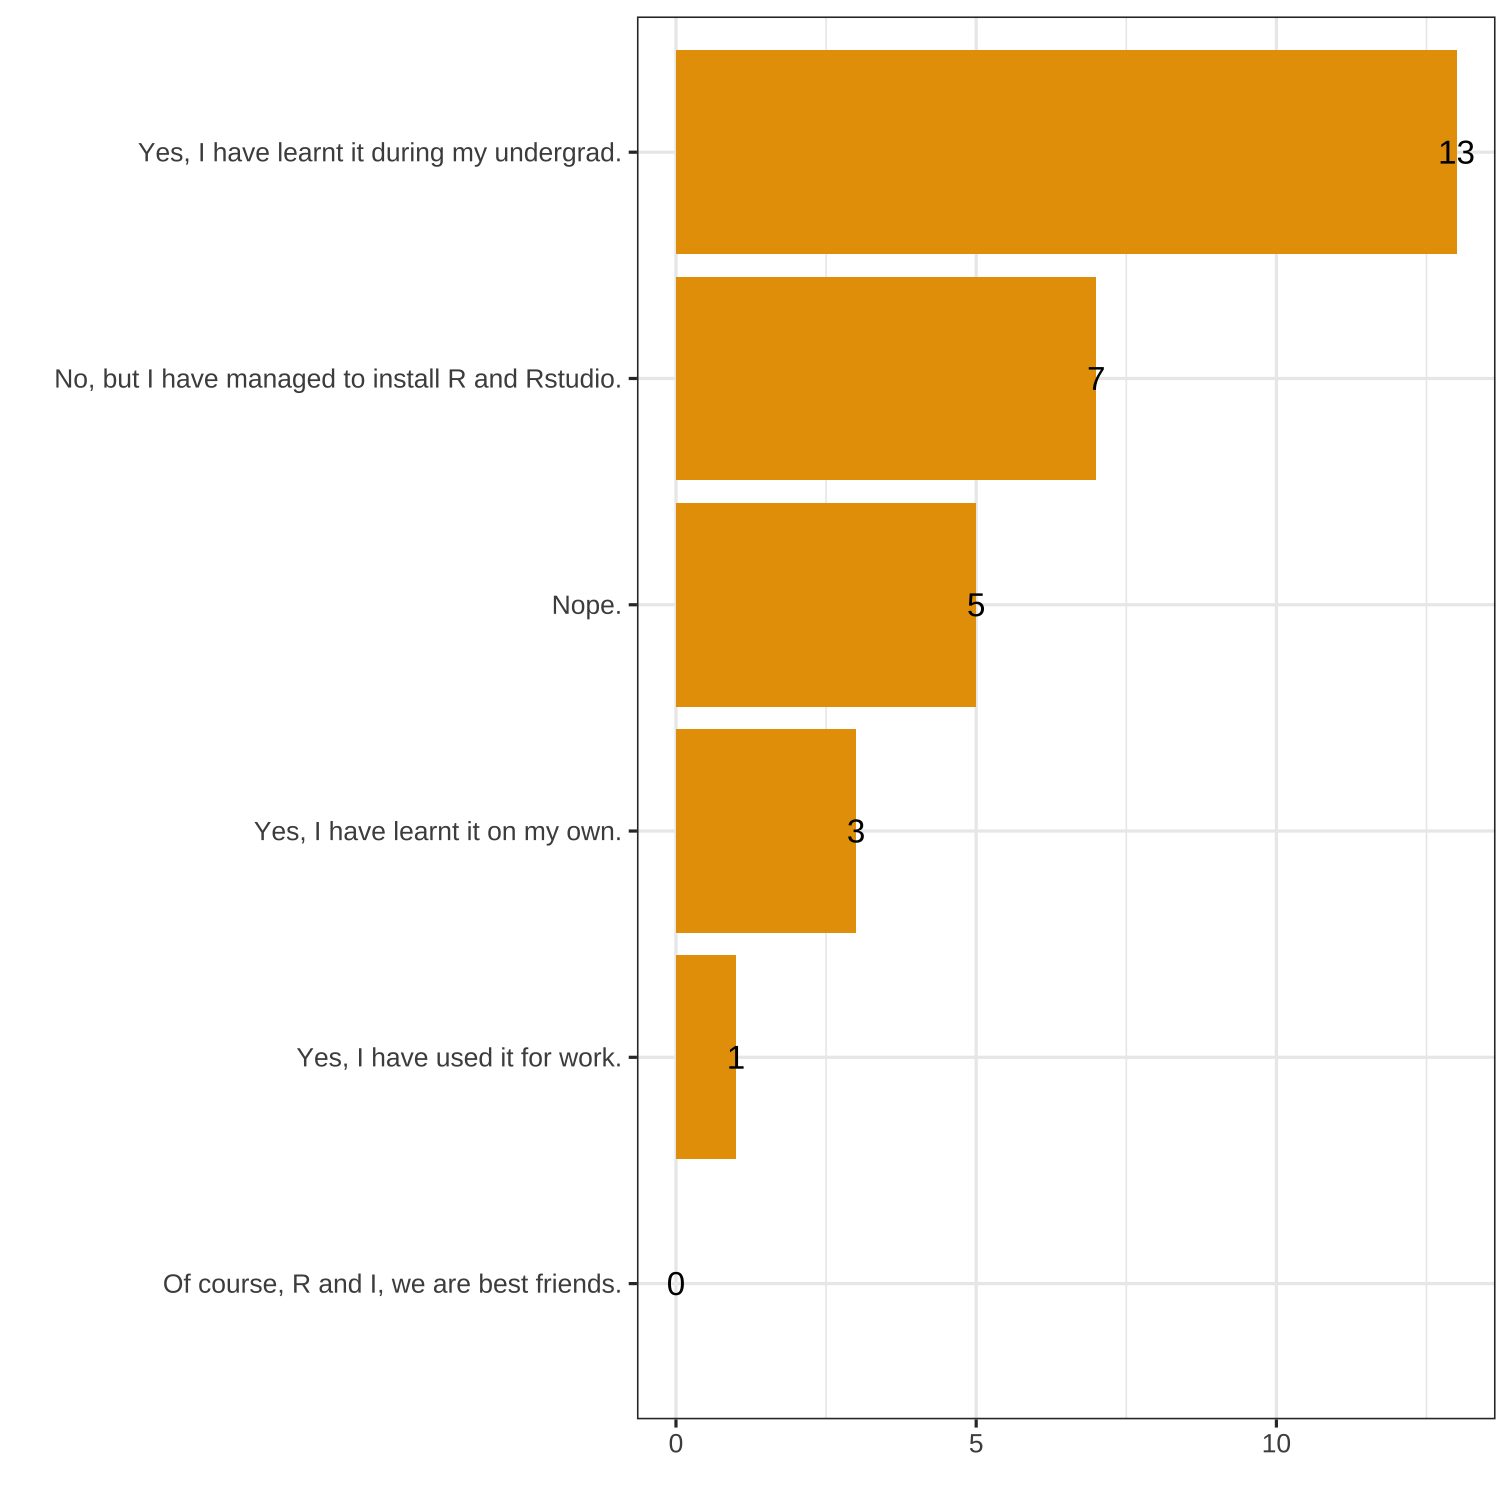 Yes, I have learnt it during my undergrad.
13
No, but I have managed to install R and Rstudio.
7
Nope.
5
Yes, I have learnt it on my own.
3
Yes, I have used it for work.
1
Of course, R and I, we are best friends.
0
0 5 10